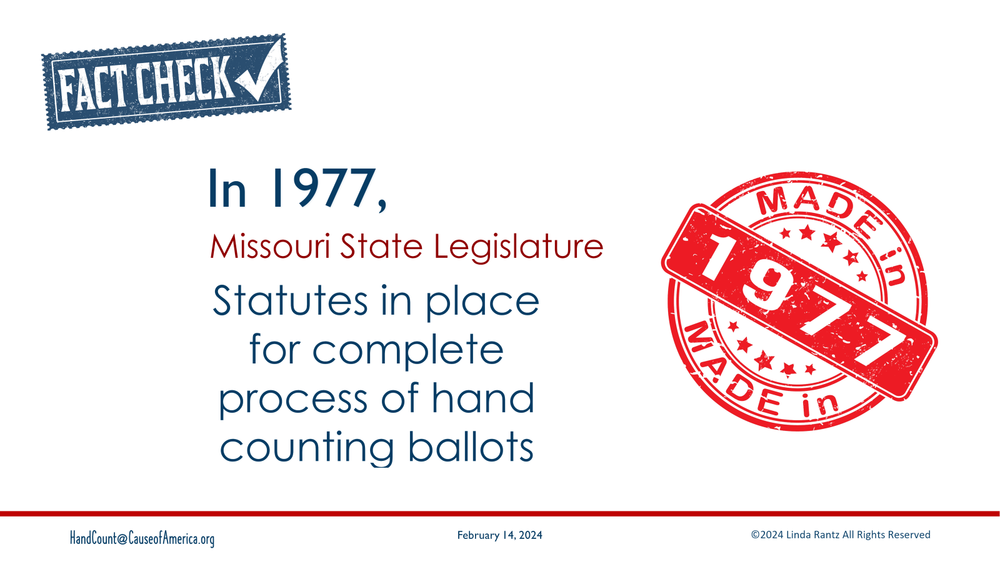 FACT CHECK
In 1977,
Missouri State Legislature
Statutes in place
for complete
process of hand
counting ballots
MADE in
1977
MADE in
HandCount@CauseofAmerica.org
February 14, 2024
©2024 Linda Rantz All Rights Reserved